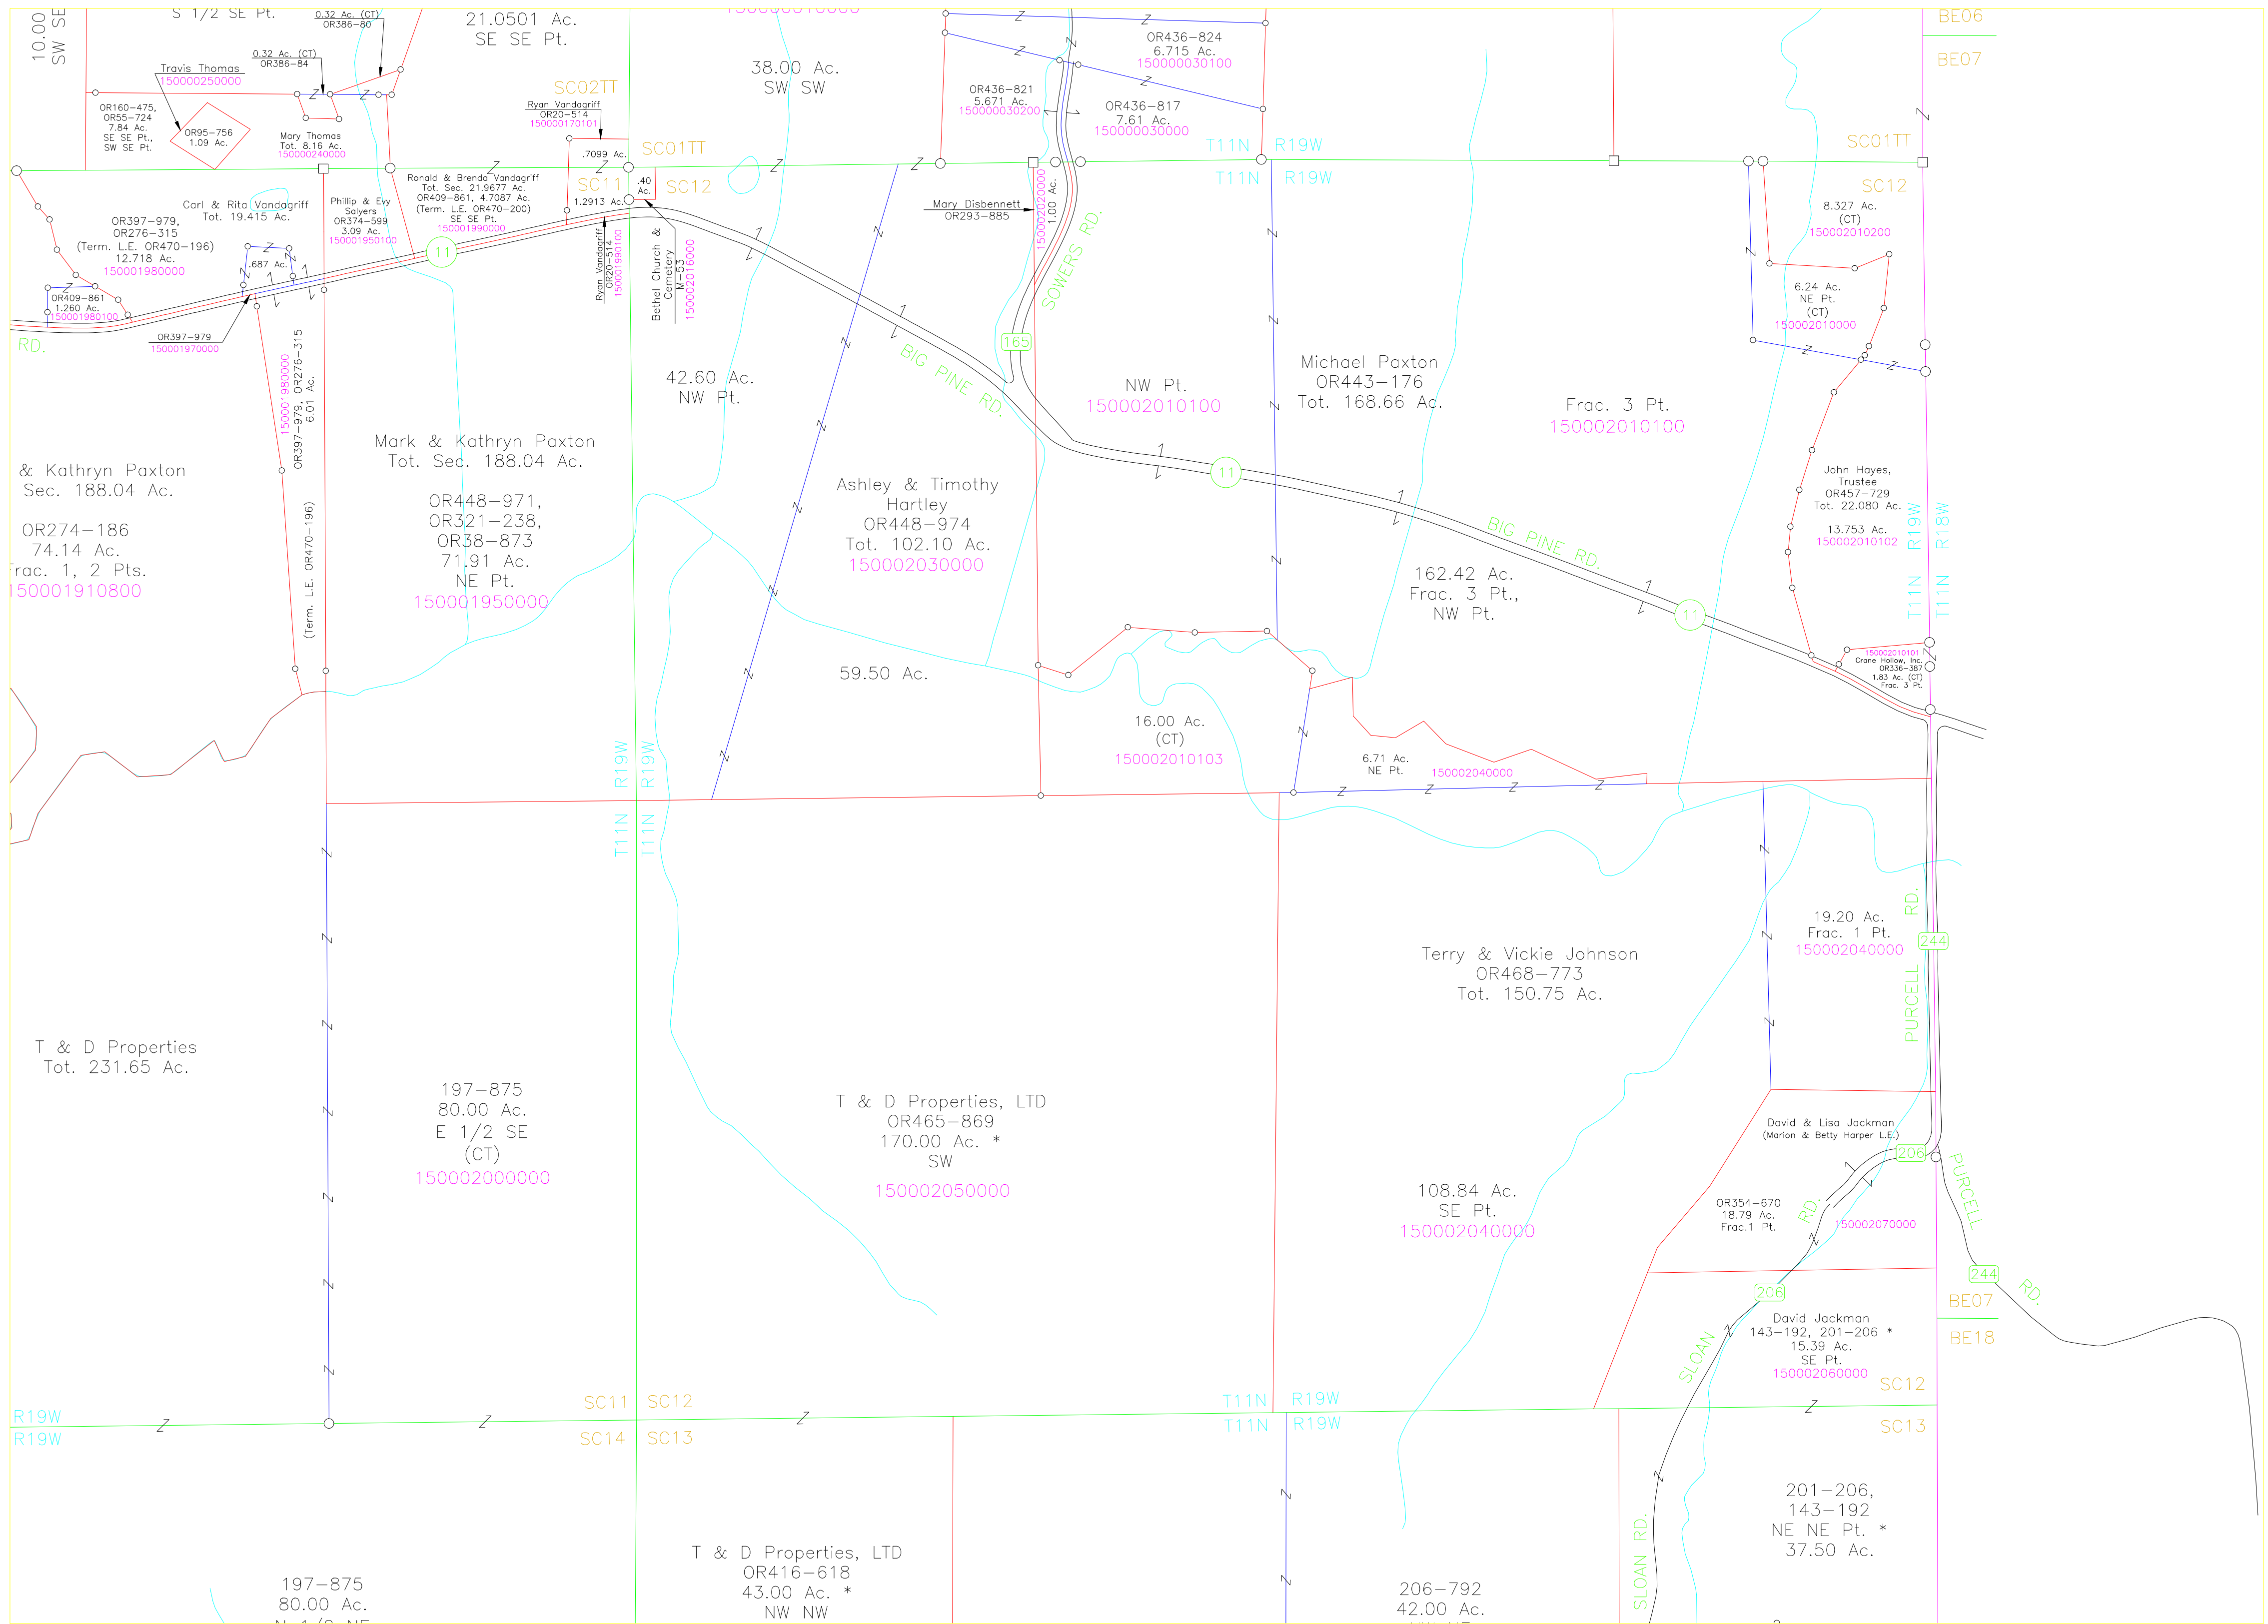 10.00
SW SE
S 1/2 SE Pt.
0.32 Ac. (CT)
OR386-80
0.32 Ac. (CT)
OR386-84
Travis Thomas
150000250000
OR160-475,
OR55-724
7.84 Ac.
SE SE Pt.,
SW SE Pt.
OR95-756
1.09 Ac.
Mary Thomas
Tot. 8.16 Ac.
150000240000
21.0501 Ac.
SE SE Pt.
SC02TT
Ryan Vandagriff
OR20-514
150000170101
.7099 Ac.
38.00 Ac.
SW SW
SC01TT
OR436-824
6.715 Ac.
150000030100
OR436-821
5.671 Ac.
150000030200
OR436-817
7.61 Ac.
150000030000
T11N R19W
T11N R19W
BE06
BE07
SC01TT
SC12
SC11
SC12
.40
Ac.
1.2913 Ac.
Carl & Rita Vandagriff
Tot. 19.415 Ac.
OR397-979,
OR276-315
(Term. L.E. OR470-196)
12.718 Ac.
150001980000
.687 Ac.
OR409-861
1.260 Ac.
150001980100
RD.
OR397-979
150001970000
Phillip & Evy
Salyers
OR374-599
3.09 Ac.
150001950100
Ronald & Brenda Vandagriff
Tot. Sec. 21.9677 Ac.
OR409-861, 4.7087 Ac.
(Term. L.E. OR470-200)
SE SE Pt.
150001990000
11
Ryan Vandagriff
OR20-514
150001990100
Bethel Church &
Cemetery
M-53
150002016000
Mary Disbennett
OR293-885
150002020000
1.00 Ac.
SOWERS RD.
165
8.327 Ac.
(CT)
150002010200
6.24 Ac.
NE Pt.
(CT)
150002010000
150001980000
OR397-979, OR276-315
6.01 Ac.
(Term. L.E. OR470-196)
42.60 Ac.
NW Pt.
BIG PINE RD.
NW Pt.
150002010100
Michael Paxton
OR443-176
Tot. 168.66 Ac.
Frac. 3 Pt.
150002010100
& Kathryn Paxton
Sec. 188.04 Ac.
OR274-186
74.14 Ac.
Frac. 1, 2 Pts.
150001910800
Mark & Kathryn Paxton
Tot. Sec. 188.04 Ac.
OR448-971,
OR321-238,
OR38-873
71.91 Ac.
NE Pt.
150001950000
Ashley & Timothy
Hartley
OR448-974
Tot. 102.10 Ac.
150002030000
11
BIG PINE RD.
John Hayes,
Trustee
OR457-729
Tot. 22.080 Ac.
13.753 Ac.
150002010102
T11N R19W
T11N R18W
162.42 Ac.
Frac. 3 Pt.,
NW Pt.
11
150002010101
Crane Hollow, Inc.
OR336-387
1.83 Ac. (CT)
Frac. 3 Pt.
59.50 Ac.
16.00 Ac.
(CT)
150002010103
6.71 Ac.
NE Pt.
150002040000
T11N R19W
T11N R19W
19.20 Ac.
Frac. 1 Pt.
150002040000
PURCELL RD.
244
Terry & Vickie Johnson
OR468-773
Tot. 150.75 Ac.
T & D Properties
Tot. 231.65 Ac.
197-875
80.00 Ac.
E 1/2 SE
(CT)
150002000000
T & D Properties, LTD
OR465-869
170.00 Ac. *
SW
150002050000
108.84 Ac.
SE Pt.
150002040000
David & Lisa Jackman
(Marion & Betty Harper L.E.)
206
PURCELL RD.
244
OR354-670
18.79 Ac.
Frac.1 Pt.
150002070000
SLOAN RD.
206
David Jackman
143-192, 201-206 *
15.39 Ac.
SE Pt.
150002060000
BE07
BE18
SC12
SC13
R19W
R19W
SC11
SC12
SC14
SC13
T11N R19W
T11N R19W
197-875
80.00 Ac.
T & D Properties, LTD
OR416-618
43.00 Ac. *
NW NW
206-792
42.00 Ac.
SLOAN RD.
201-206,
143-192
NE NE Pt. *
37.50 Ac.